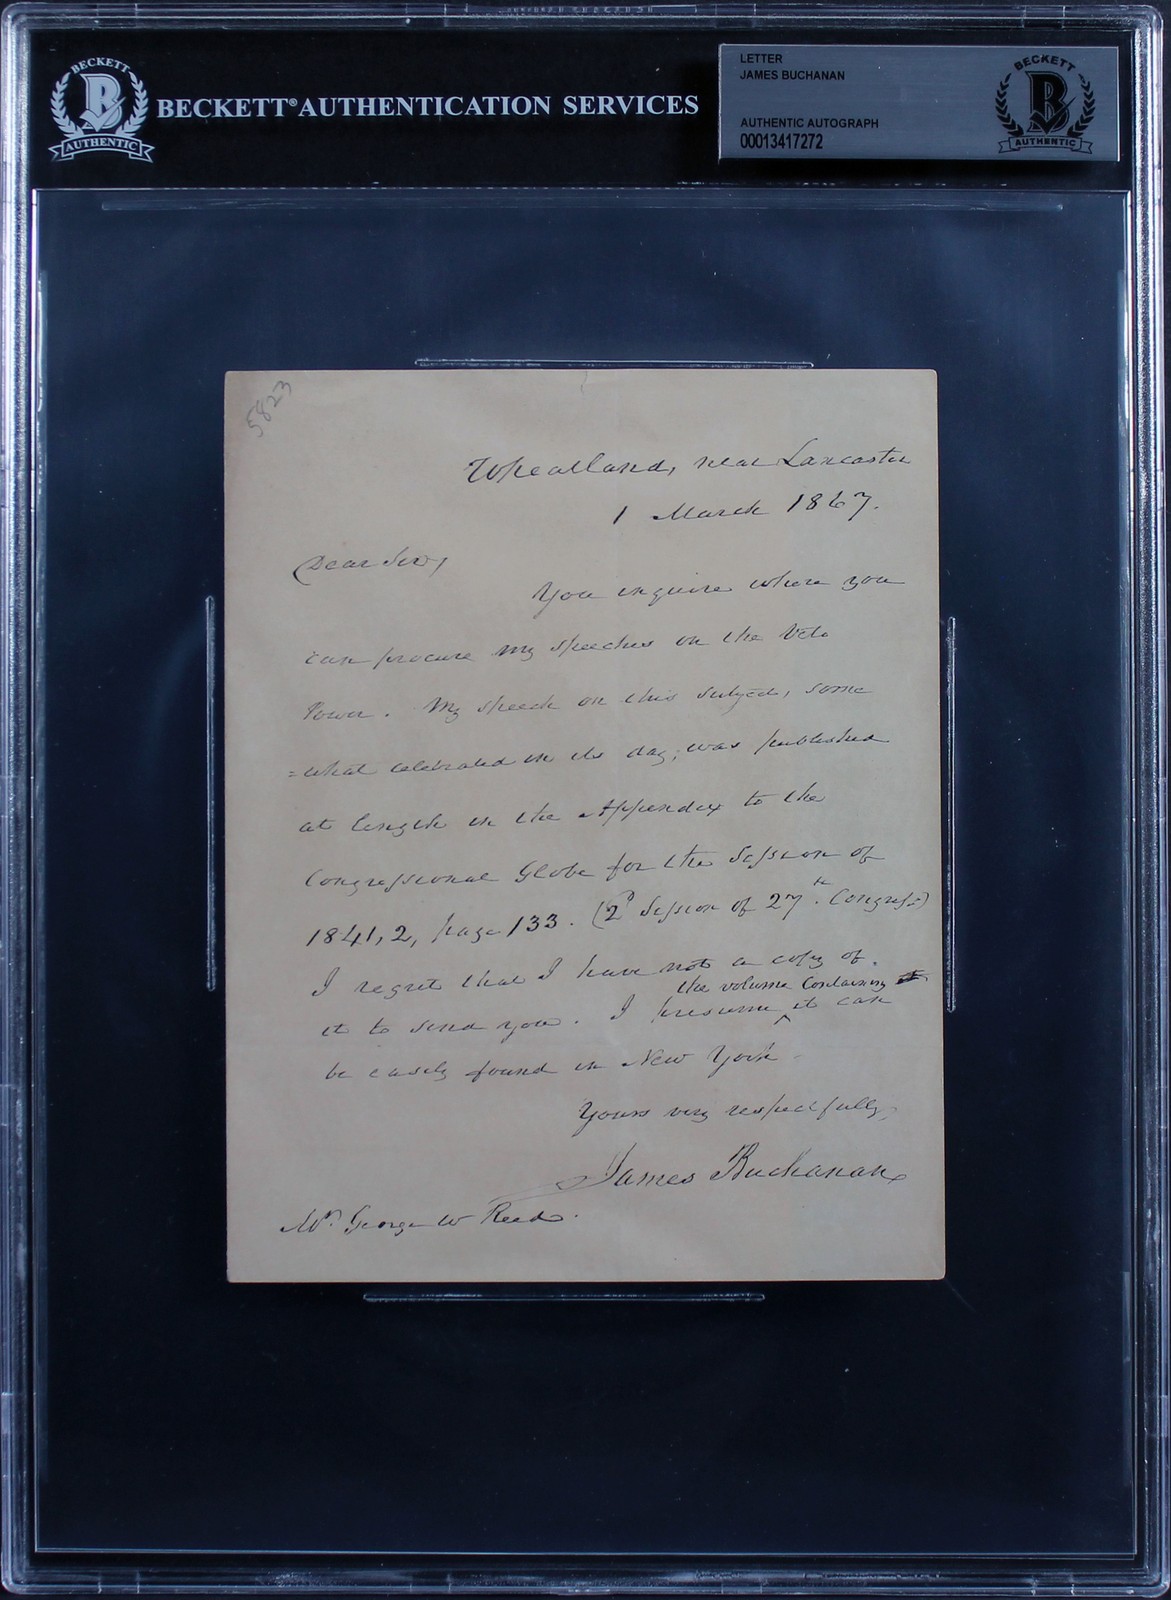 BECKETT
B
AUTHENTIC
BECKETT® AUTHENTICATION SERVICES
LETTER
JAMES BUCHANAN
AUTHENTIC AUTOGRAPH
00013417272
BECKETT
B
AUTHENTIC
5823
Wheatland, near Lancaster
1 March 1867.
Dear Sir,
You inquire where you
can procure my speeches on the Veto
Power. My speech on this subject, some
=what celebrated in its day, was published
at length in the Appendix to the
Congressional Globe for the Session of
1841, 2, page 133. (2d Session of 27th Congress)
I regret that I have not a copy of
the volume containing
it to send you. I presume ^ it can
be easily found in New York
Yours very respectfully,
James Buchanan
Mr. George W Reed.